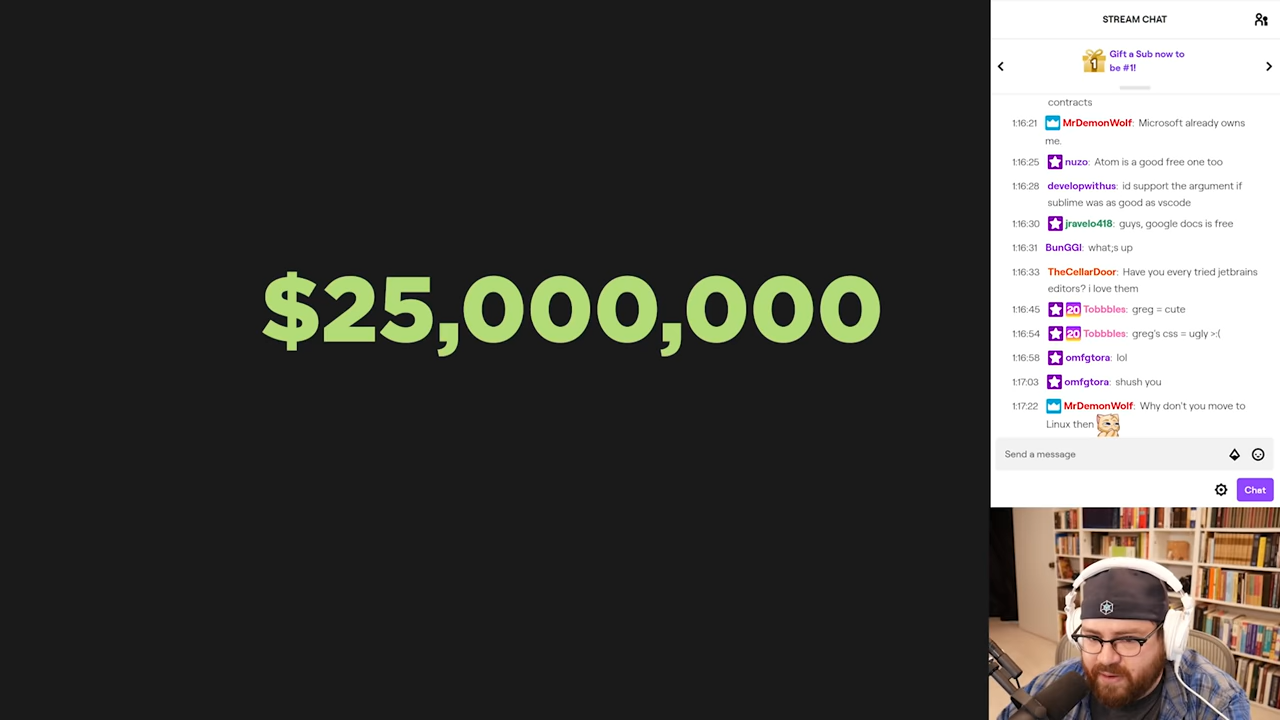 $25,000,000
STREAM CHAT
Gift a Sub now to
be #1!
1
contracts
1:16:21 MrDemonWolf: Microsoft already owns
me.
1:16:25 nuzo: Atom is a good free one too
1:16:28 developwithus: id support the argument if
sublime was as good as vscode
1:16:30 jravelo418: guys, google docs is free
1:16:31 BunGGl: what;s up
1:16:33 TheCellarDoor: Have you every tried jetbrains
editors? i love them
1:16:45 20 Tobbbles: greg = cute
1:16:54 20 Tobbbles: greg's css = ugly >:(
1:16:58 omfgtora: lol
1:17:03 omfgtora: shush you
1:17:22 MrDemonWolf: Why don't you move to
Linux then
Send a message
Chat